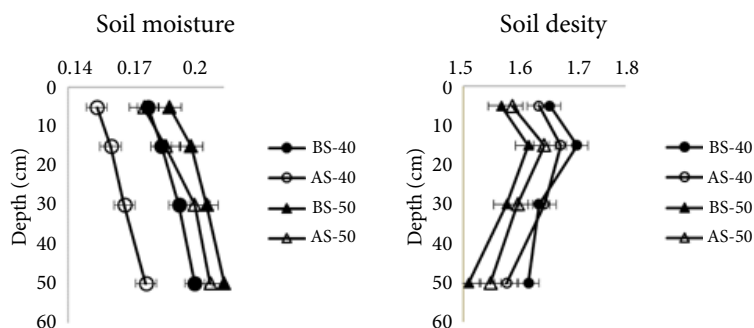 Soil moisture
0.14 0.17 0.2
0
10
20
30
40
50
60
Depth (cm)
BS-40
AS-40
BS-50
AS-50
Soil desity
1.5 1.6 1.7 1.8
0
10
20
30
40
50
60
Depth (cm)
BS-40
AS-40
BS-50
AS-50